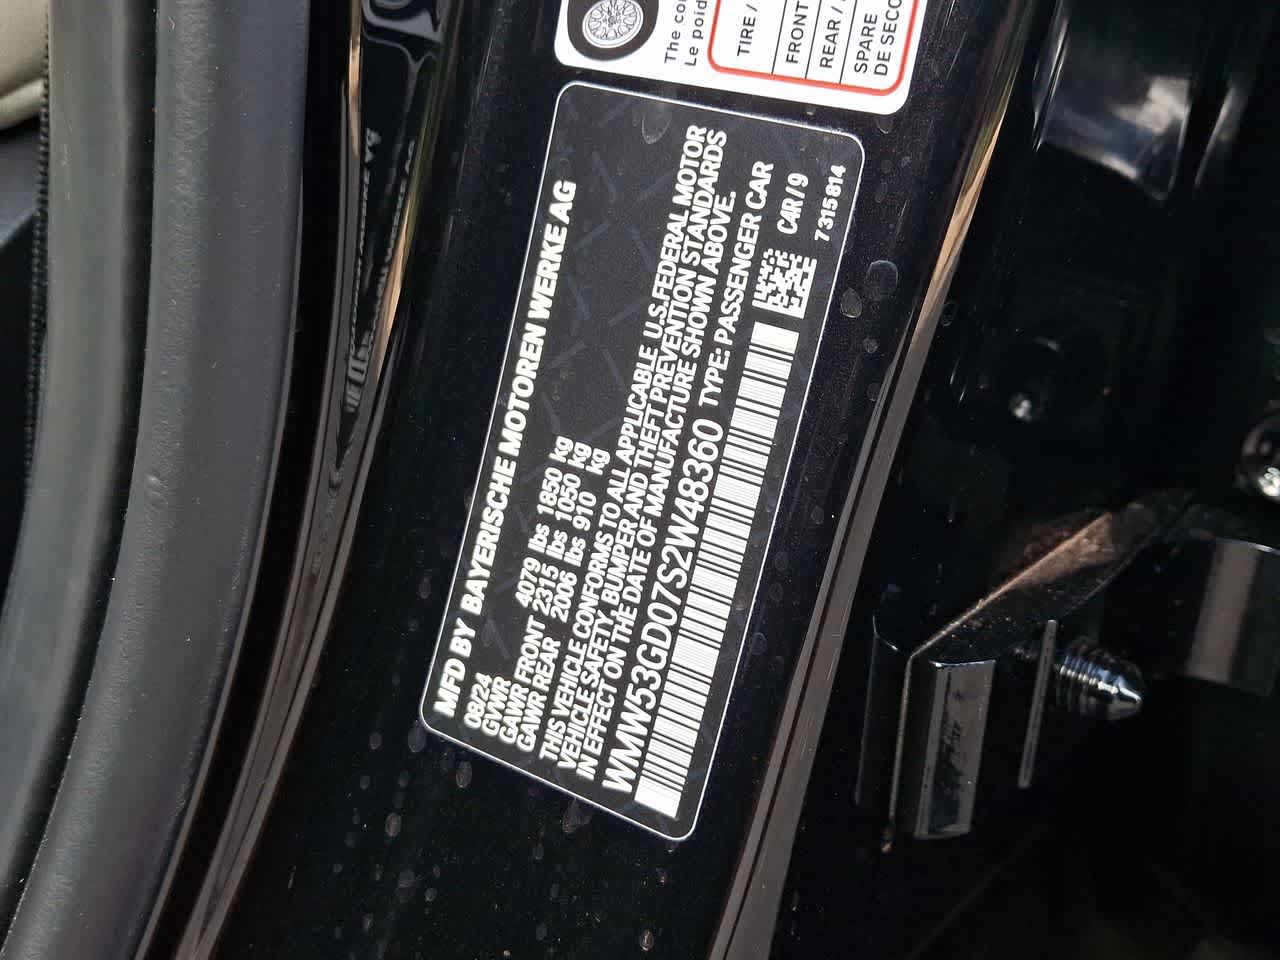 The co
Le poid
TIRE /
FRONT
REAR /
SPARE
DE SECO
MFD BY BAYERISCHE MOTOREN WERKE AG
08/24
GVWR 4079 lbs 1850 kg
GAWR FRONT 2315 lbs 1050 kg
GAWR REAR 2006 lbs 910 kg
THIS VEHICLE CONFORMS TO ALL APPLICABLE U.S.FEDERAL MOTOR
VEHICLE SAFETY, BUMPER AND THEFT PREVENTION STANDARDS
IN EFFECT ON THE DATE OF MANUFACTURE SHOWN ABOVE.
WMW53GD07S2W48360 TYPE: PASSENGER CAR
C4R/9
7315814